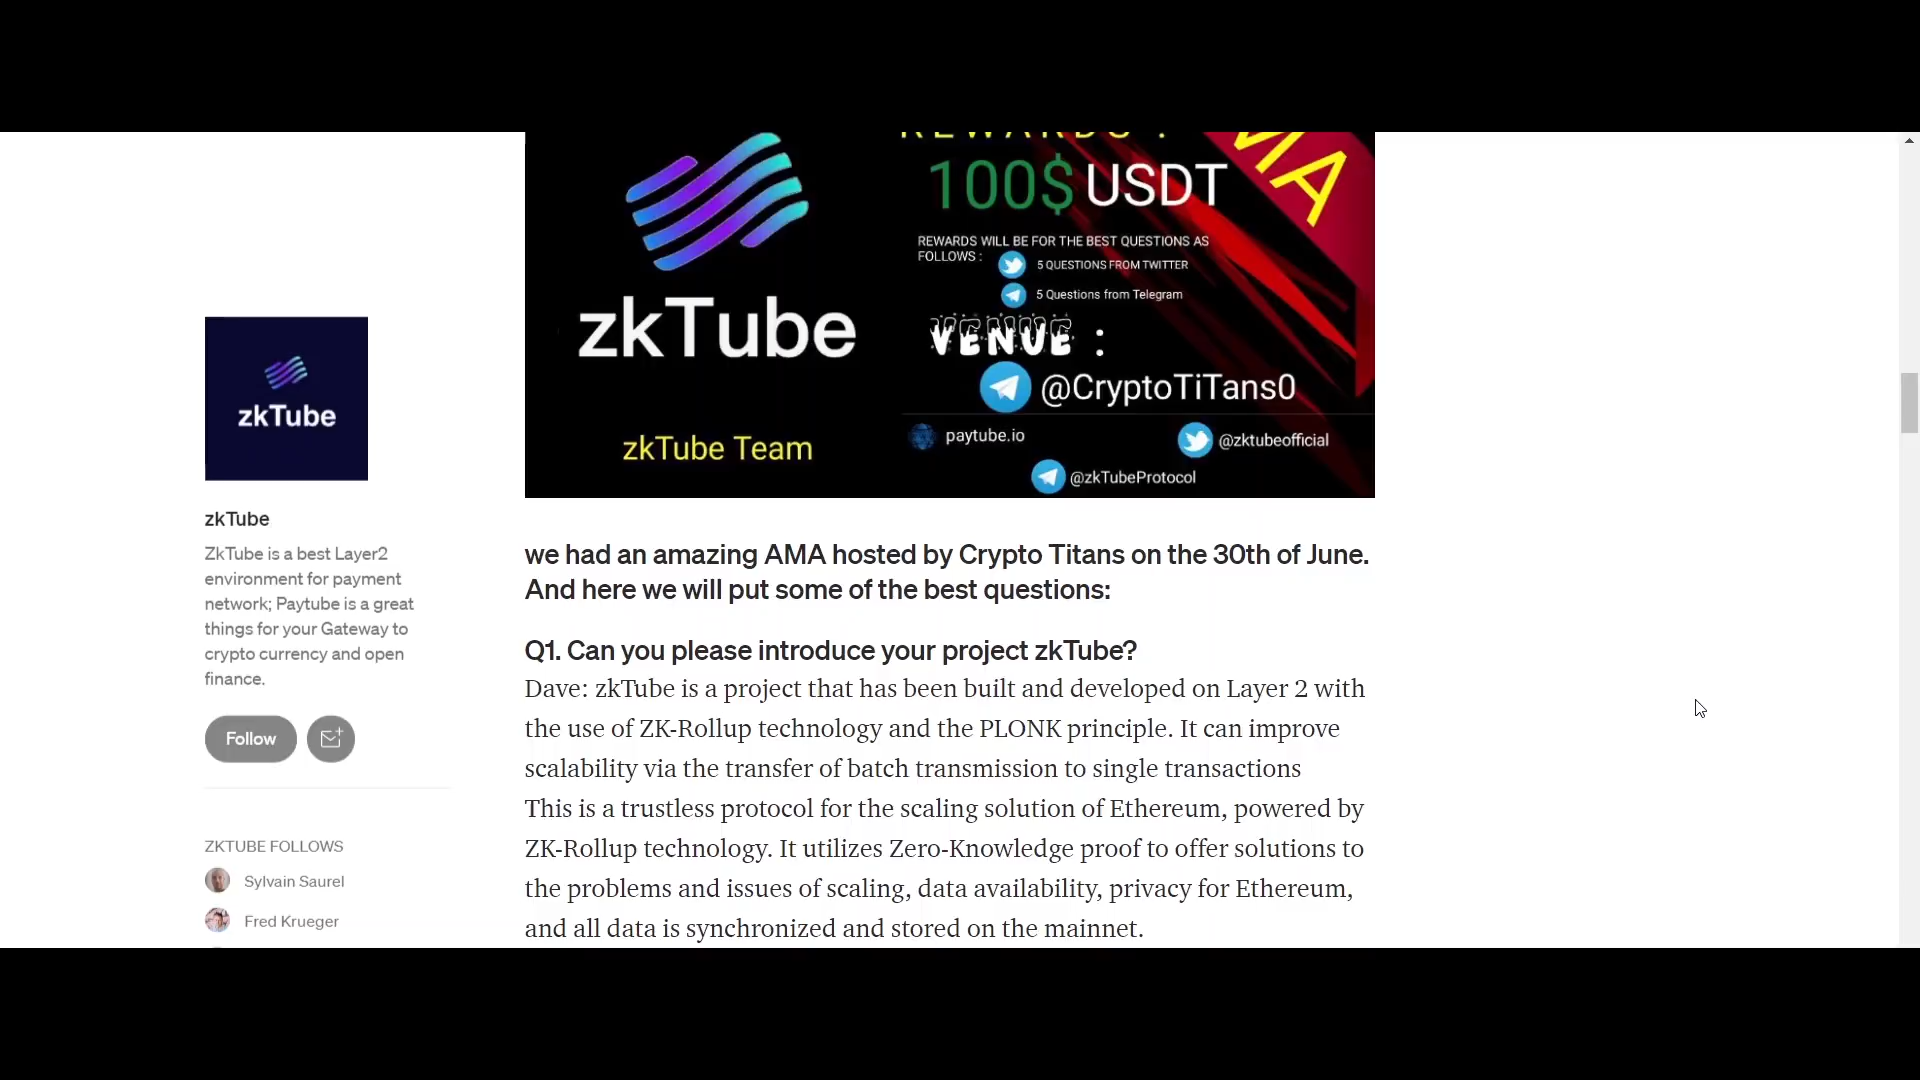 REWARDS :
MA
100$ USDT
REWARDS WILL BE FOR THE BEST QUESTIONS AS
FOLLOWS :
5 QUESTIONS FROM TWITTER
5 Questions from Telegram
VENUE :
@CryptoTiTans0
paytube.io
@zktubeofficial
@zkTubeProtocol
zkTube
zkTube Team
zkTube
zkTube
ZkTube is a best Layer2
environment for payment
network; Paytube is a great
things for your Gateway to
crypto currency and open
finance.
Follow
ZKTUBE FOLLOWS
Sylvain Saurel
Fred Krueger
we had an amazing AMA hosted by Crypto Titans on the 30th of June.
And here we will put some of the best questions:
Q1. Can you please introduce your project zkTube?
Dave: zkTube is a project that has been built and developed on Layer 2 with
the use of ZK-Rollup technology and the PLONK principle. It can improve
scalability via the transfer of batch transmission to single transactions
This is a trustless protocol for the scaling solution of Ethereum, powered by
ZK-Rollup technology. It utilizes Zero-Knowledge proof to offer solutions to
the problems and issues of scaling, data availability, privacy for Ethereum,
and all data is synchronized and stored on the mainnet.